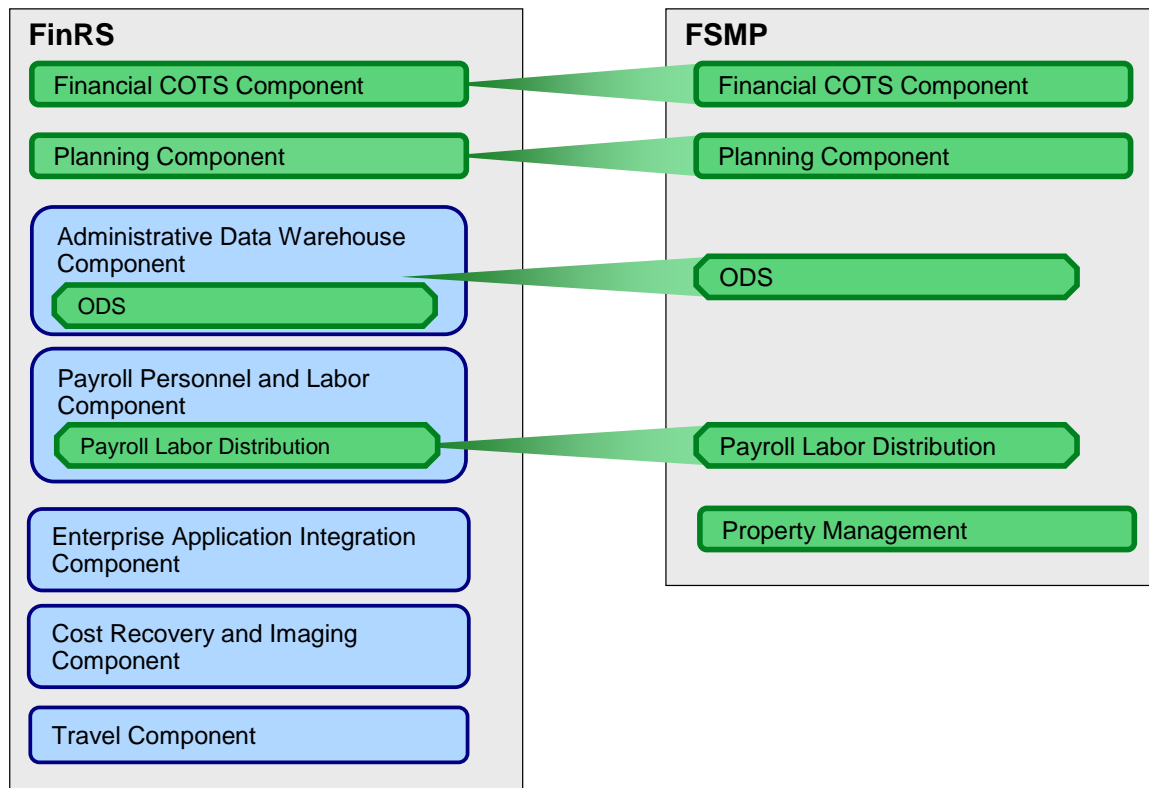 FinRS
Financial COTS Component
Planning Component
Administrative Data Warehouse
Component
ODS
Payroll Personnel and Labor
Component
Payroll Labor Distribution
Enterprise Application Integration
Component
Cost Recovery and Imaging
Component
Travel Component
FSMP
Financial COTS Component
Planning Component
ODS
Payroll Labor Distribution
Property Management